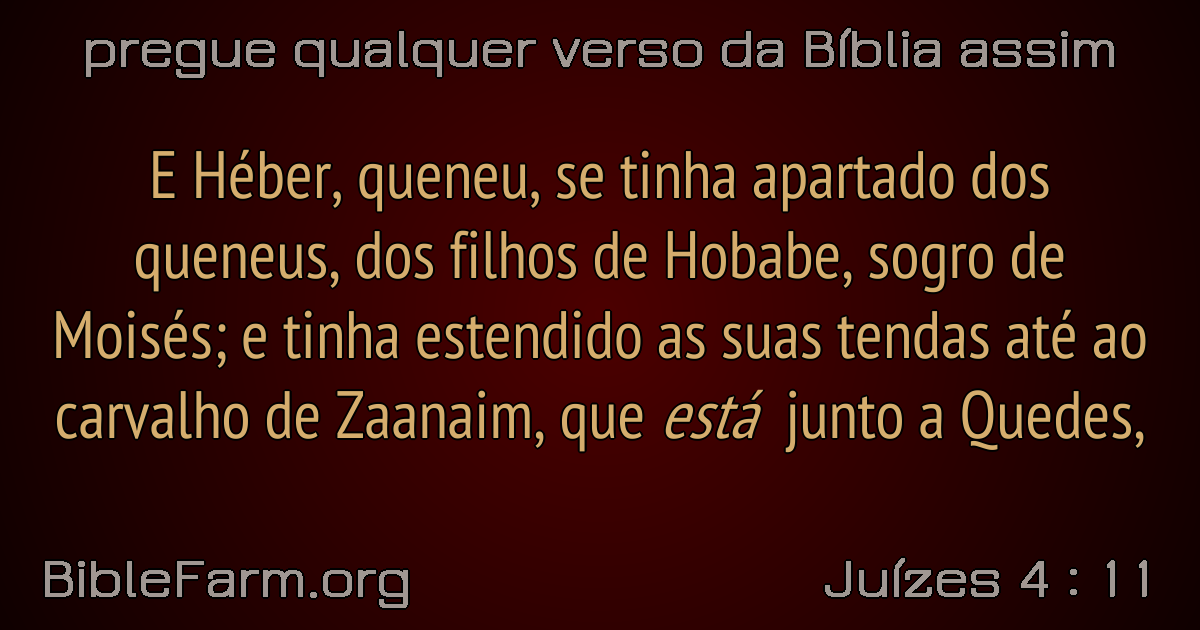 pregue qualquer verso da Bíblia assim
E Héber, queneu, se tinha apartado dos
queneus, dos filhos de Hobabe, sogro de
Moisés; e tinha estendido as suas tendas até ao
carvalho de Zaanaim, que está junto a Quedes,
BibleFarm.org
Juízes 4 : 11